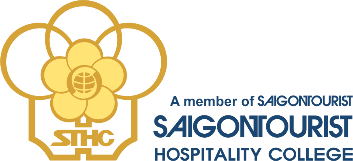 STHC
A member of SAIGONTOURIST
SAIGONTOURIST
HOSPITALITY COLLEGE